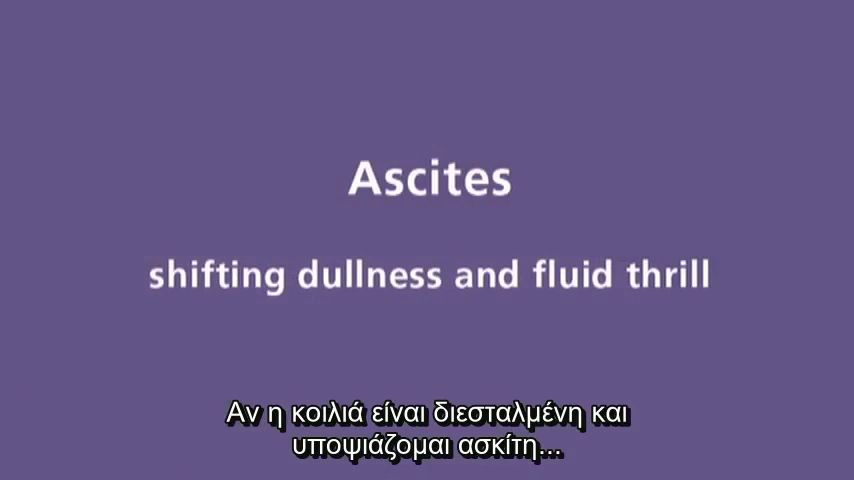 Ascites
shifting dullness and fluid thrill
Αν η κοιλιά είναι διεσταλμένη και
υποψιάζομαι ασκίτη...